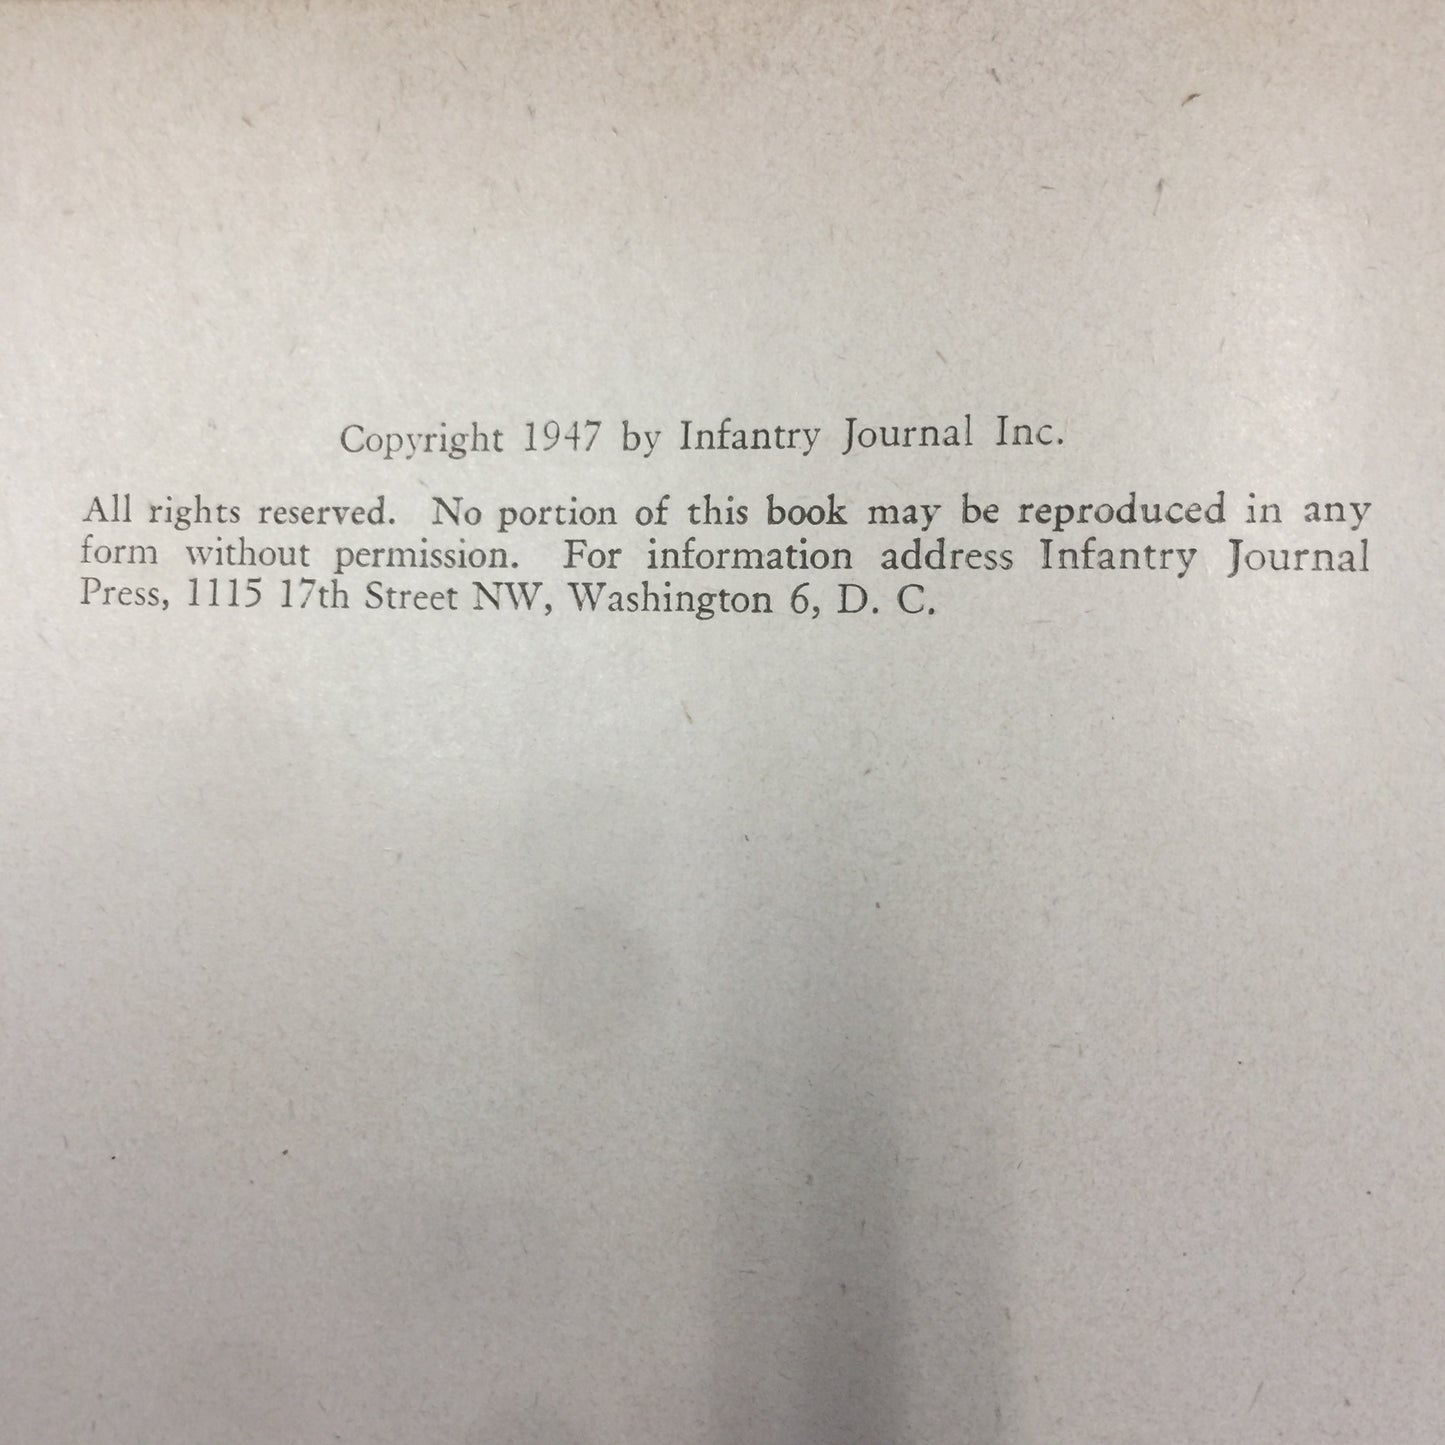 Copyright 1947 by Infantry Journal Inc.
All rights reserved. No portion of this book may be reproduced in any
form without permission. For information address Infantry Journal
Press, 1115 17th Street NW, Washington 6, D. C.